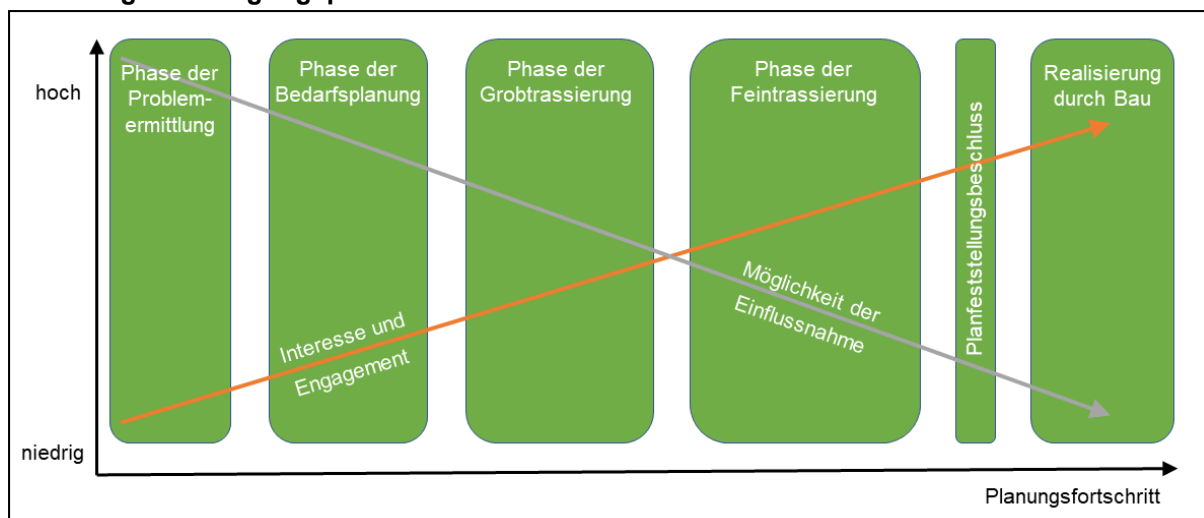 hoch
niedrig
Phase der
Problem-
ermittlung
Phase der
Bedarfsplanung
Phase der
Grobtrassierung
Phase der
Feintrassierung
Planfeststellungsbeschluss
Realisierung
durch Bau
Interesse und
Engagement
Möglichkeit der
Einflussnahme
Planungsfortschritt